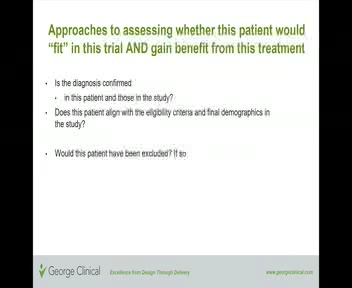 Approaches to assessing whether this patient would
"fit" in this trial AND gain benefit from this treatment
• Is the diagnosis confirmed
• in this patient and those in the study?
• Does this patient align with the eligibility criteria and final demographics in
the study?
• Would this patient have been excluded? If so
George Clinical
Excellence from Design Through Delivery
www.georgeclinical.com